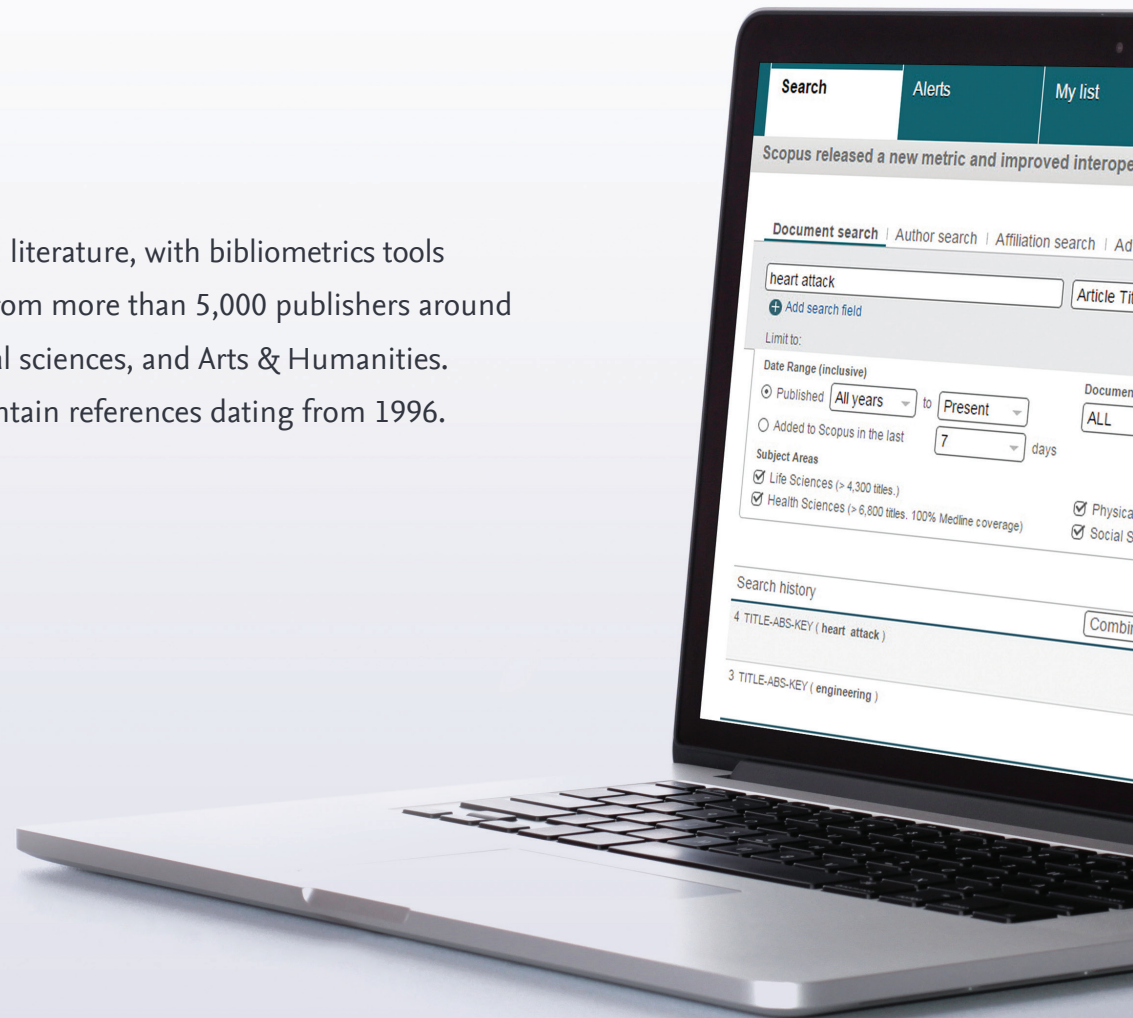 literature, with bibliometrics tools
om more than 5,000 publishers around
al sciences, and Arts & Humanities.
ntain references dating from 1996.
Search
Alerts
My list
Scopus released a new metric and improved interope
Document search | Author search | Affiliation search | Ad
heart attack
Article Tit
Add search field
Limit to:
Date Range (inclusive)
Published All years to Present
Documen
ALL
Added to Scopus in the last 7 days
Subject Areas
Life Sciences (> 4,300 titles.)
Physica
Health Sciences (> 6,800 titles. 100% Medline coverage)
Social S
Search history
Combin
4 TITLE-ABS-KEY ( heart attack )
3 TITLE-ABS-KEY ( engineering )